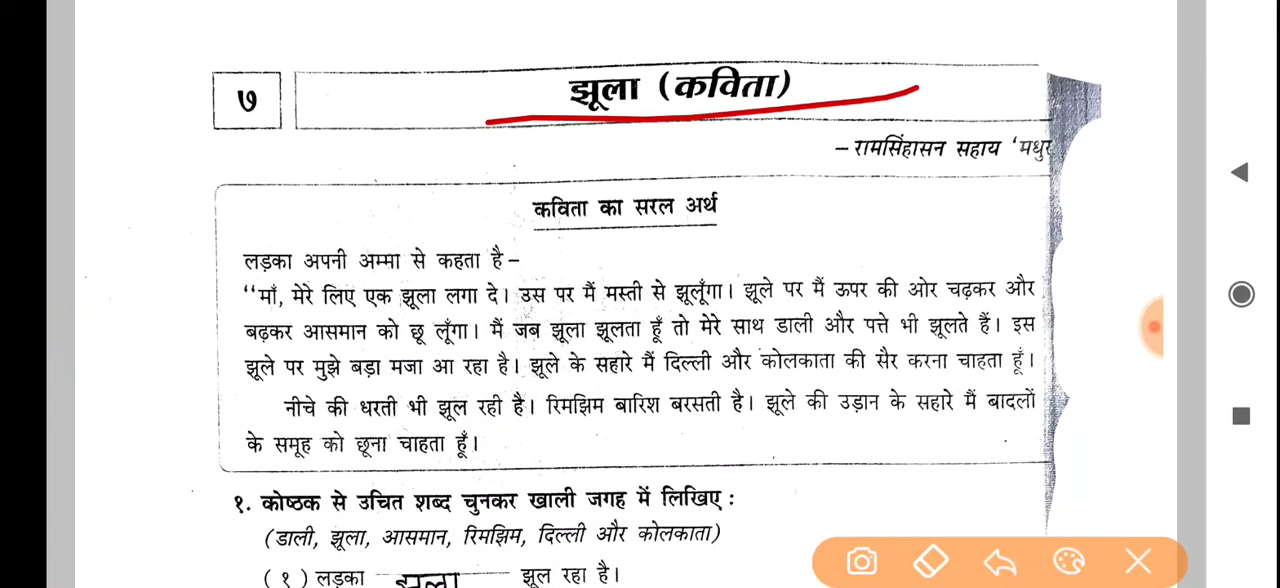 ७
झूला (कविता)
– रामसिंहासन सहाय ‘मधुर
कविता का सरल अर्थ
लड़का अपनी अम्मा से कहता है –
“माँ, मेरे लिए एक झूला लगा दे। उस पर मैं मस्ती से झूलूँगा। झूले पर मैं ऊपर की ओर चढ़कर और
बढ़कर आसमान को छू लूँगा। मैं जब झूला झूलता हूँ तो मेरे साथ डाली और पत्ते भी झूलते हैं। इस
झूले पर मुझे बड़ा मजा आ रहा है। झूले के सहारे मैं दिल्ली और कोलकाता की सैर करना चाहता हूँ।
नीचे की धरती भी झूल रही है। रिमझिम बारिश बरसती है। झूले की उड़ान के सहारे मैं बादलों
के समूह को छूना चाहता हूँ।
१. कोष्ठक से उचित शब्द चुनकर खाली जगह में लिखिए :
(डाली, झूला, आसमान, रिमझिम, दिल्ली और कोलकाता)
(१) लड़का झूला झूल रहा है।